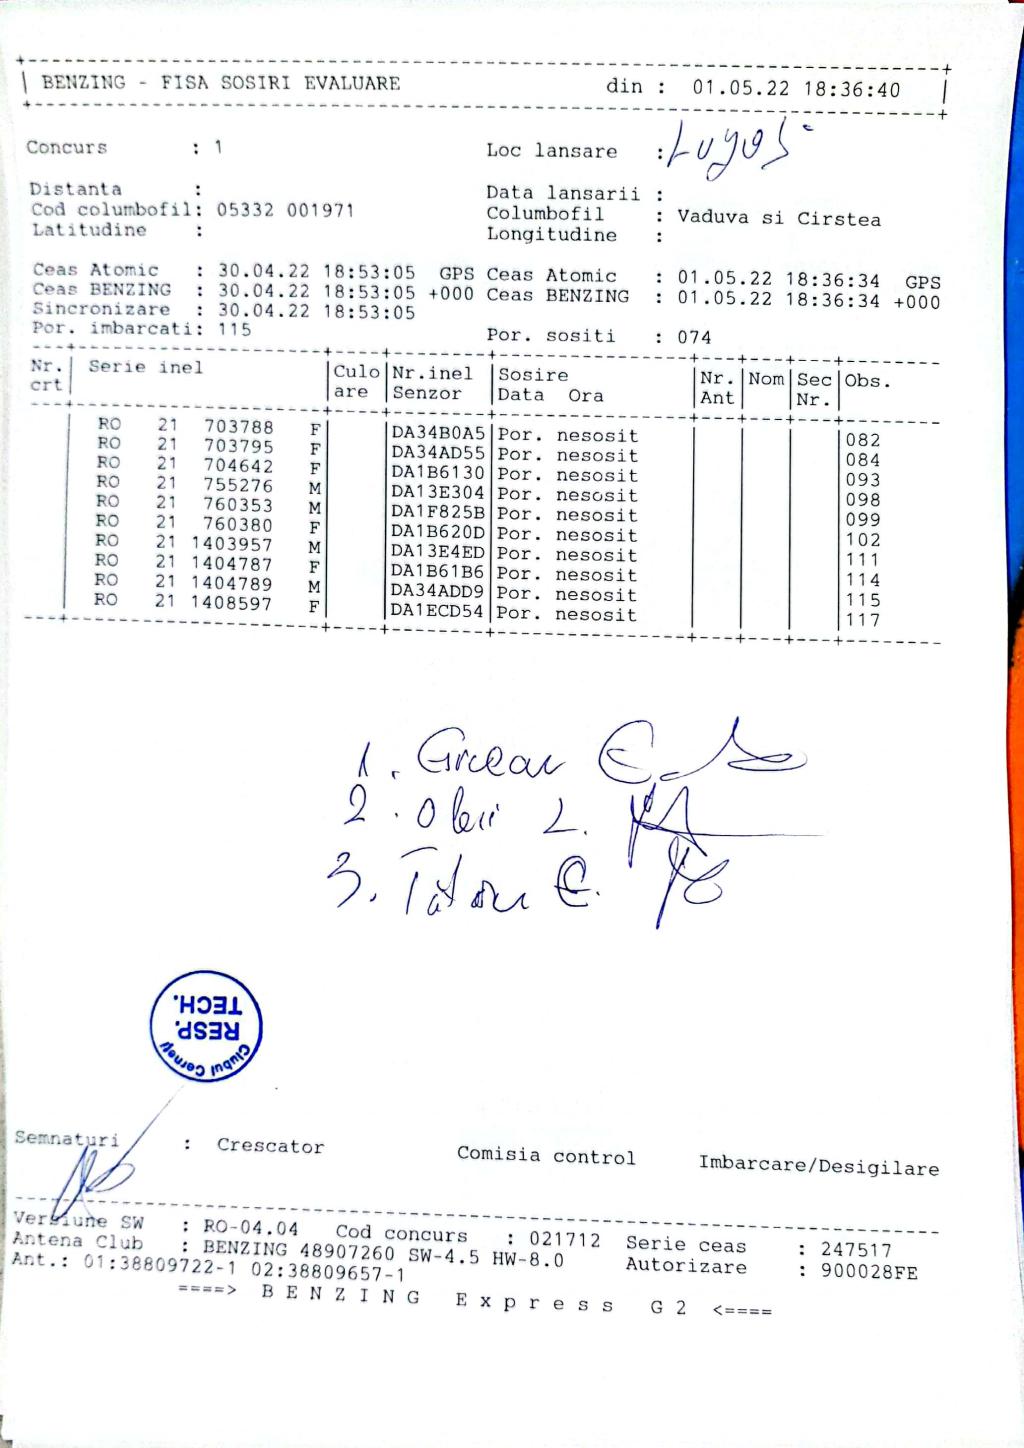 BENZING - FISA SOSIRI EVALUARE din : 01.05.22 18:36:40
Concurs : 1 Loc lansare : Lugoj
Distanta : Data lansarii :
Cod columbofil: 05332 001971 Columbofil : Vaduva si Cirstea
Latitudine : Longitudine :
Ceas Atomic : 30.04.22 18:53:05 GPS Ceas Atomic : 01.05.22 18:36:34 GPS
Ceas BENZING : 30.04.22 18:53:05 +000 Ceas BENZING : 01.05.22 18:36:34 +000
Sincronizare : 30.04.22 18:53:05
Por. imbarcati: 115 Por. sositi : 074
Nr. Serie inel Culo Nr.inel Sosire Nr. Nom Sec Obs.
crt are Senzor Data Ora Ant Nr.
RO 21 703788 F DA34B0A5 Por. nesosit 082
RO 21 703795 F DA34AD55 Por. nesosit 084
RO 21 704642 F DA1B6130 Por. nesosit 093
RO 21 755276 M DA13E304 Por. nesosit 098
RO 21 760353 M DA1F825B Por. nesosit 099
RO 21 760380 F DA1B620D Por. nesosit 102
RO 21 1403957 M DA13E4ED Por. nesosit 111
RO 21 1404787 F DA1B61B6 Por. nesosit 114
RO 21 1404789 M DA34ADD9 Por. nesosit 115
RO 21 1408597 F DA1ECD54 Por. nesosit 117
1.
2. L.
3. C.
RESP.
TECH.
Clubul Cornești
Semnaturi : Crescator Comisia control Imbarcare/Desigilare
Versiune SW : RO-04.04 Cod concurs : 021712 Serie ceas : 247517
Antena Club : BENZING 48907260 SW-4.5 HW-8.0 Autorizare : 900028FE
Ant.: 01:38809722-1 02:38809657-1
====> B E N Z I N G E x p r e s s G 2 <====